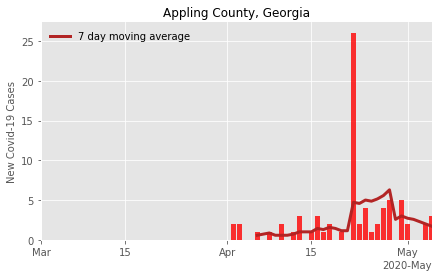 Appling County, Georgia
7 day moving average
New Covid-19 Cases
25
20
15
10
5
0
Mar 15 Apr 15 May
2020-May